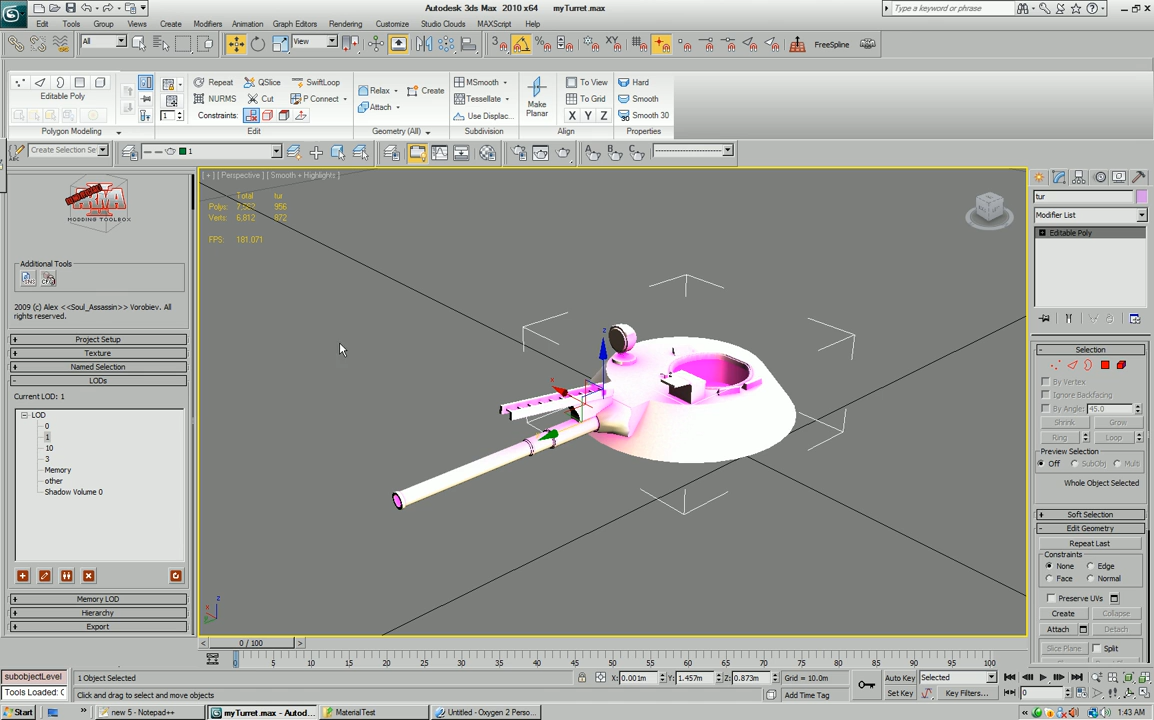 Autodesk 3ds Max 2010 x64    myTurret.max
Type a keyword or phrase
Edit Tools Group Views Create Modifiers Animation Graph Editors Rendering Customize Studio Clouds MAXScript Help
All
View
FreeSpline
Repeat QSlice SwiftLoop
NURMS Cut P Connect
Constraints:
Editable Poly
1
Relax Create
Attach
MSmooth
Tessellate
Use Displac...
Make Planar
To View
To Grid
X Y Z
Hard
Smooth
Smooth 30
Polygon Modeling
Edit
Geometry (All)
Subdivision
Align
Properties
Create Selection Se
1
[ + ] [ Perspective ] [ Smooth + Highlights ]
Total tur
Polys: 956
Verts: 6,812 872
FPS: 181.071
ARMA II
MODDING TOOLBOX
Additional Tools
2009 (c) Alex <<Soul_Assassin>> Vorobiev. All
rights reserved.
+ Project Setup
+ Texture
+ Named Selection
- LODs
Current LOD: 1
LOD
0
1
10
3
Memory
other
Shadow Volume 0
+ Memory LOD
+ Hierarchy
+ Export
tur
Modifier List
Editable Poly
- Selection
By Vertex
Ignore Backfacing
By Angle: 45.0
Shrink Grow
Ring Loop
Preview Selection
Off SubObj Multi
Whole Object Selected
+ Soft Selection
- Edit Geometry
Repeat Last
Constraints
None Edge
Face Normal
Preserve UVs
Create Collapse
Attach Detach
Slice Plane Split
z
x
z
x
y
< 0 / 100 >
0 5 10 15 20 25 30 35 40 45 50 55 60 65 70 75 80 85 90 95 100
subobjectLevel
Tools Loaded: C
1 Object Selected
Click and drag to select and move objects
X: 0.001m Y: 1.457m Z: 0.873m Grid = 10.0m
Add Time Tag
Auto Key Selected
Set Key Key Filters...
0
Start
new 5 - Notepad++
myTurret.max - Autod...
MaterialTest
Untitled - Oxygen 2 Perso...
1:43 AM